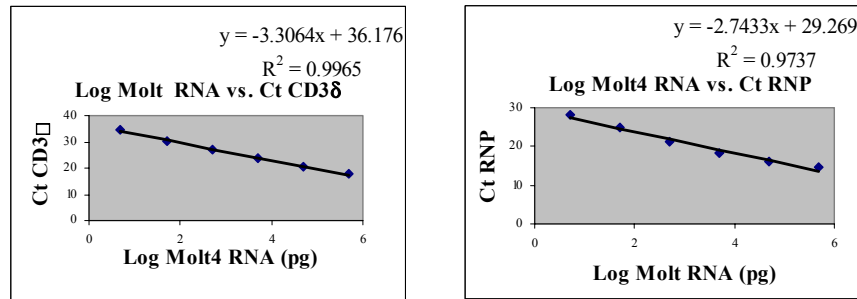 y = -3.3064x + 36.176
R² = 0.9965
Log Molt RNA vs. Ct CD3δ
40
30
20
10
0
Ct CD3□
0 2 4 6
Log Molt4 RNA (pg)
y = -2.7433x + 29.269
R² = 0.9737
Log Molt4 RNA vs. Ct RNP
30
20
10
0
Ct RNP
0 2 4 6
Log Molt RNA (pg)